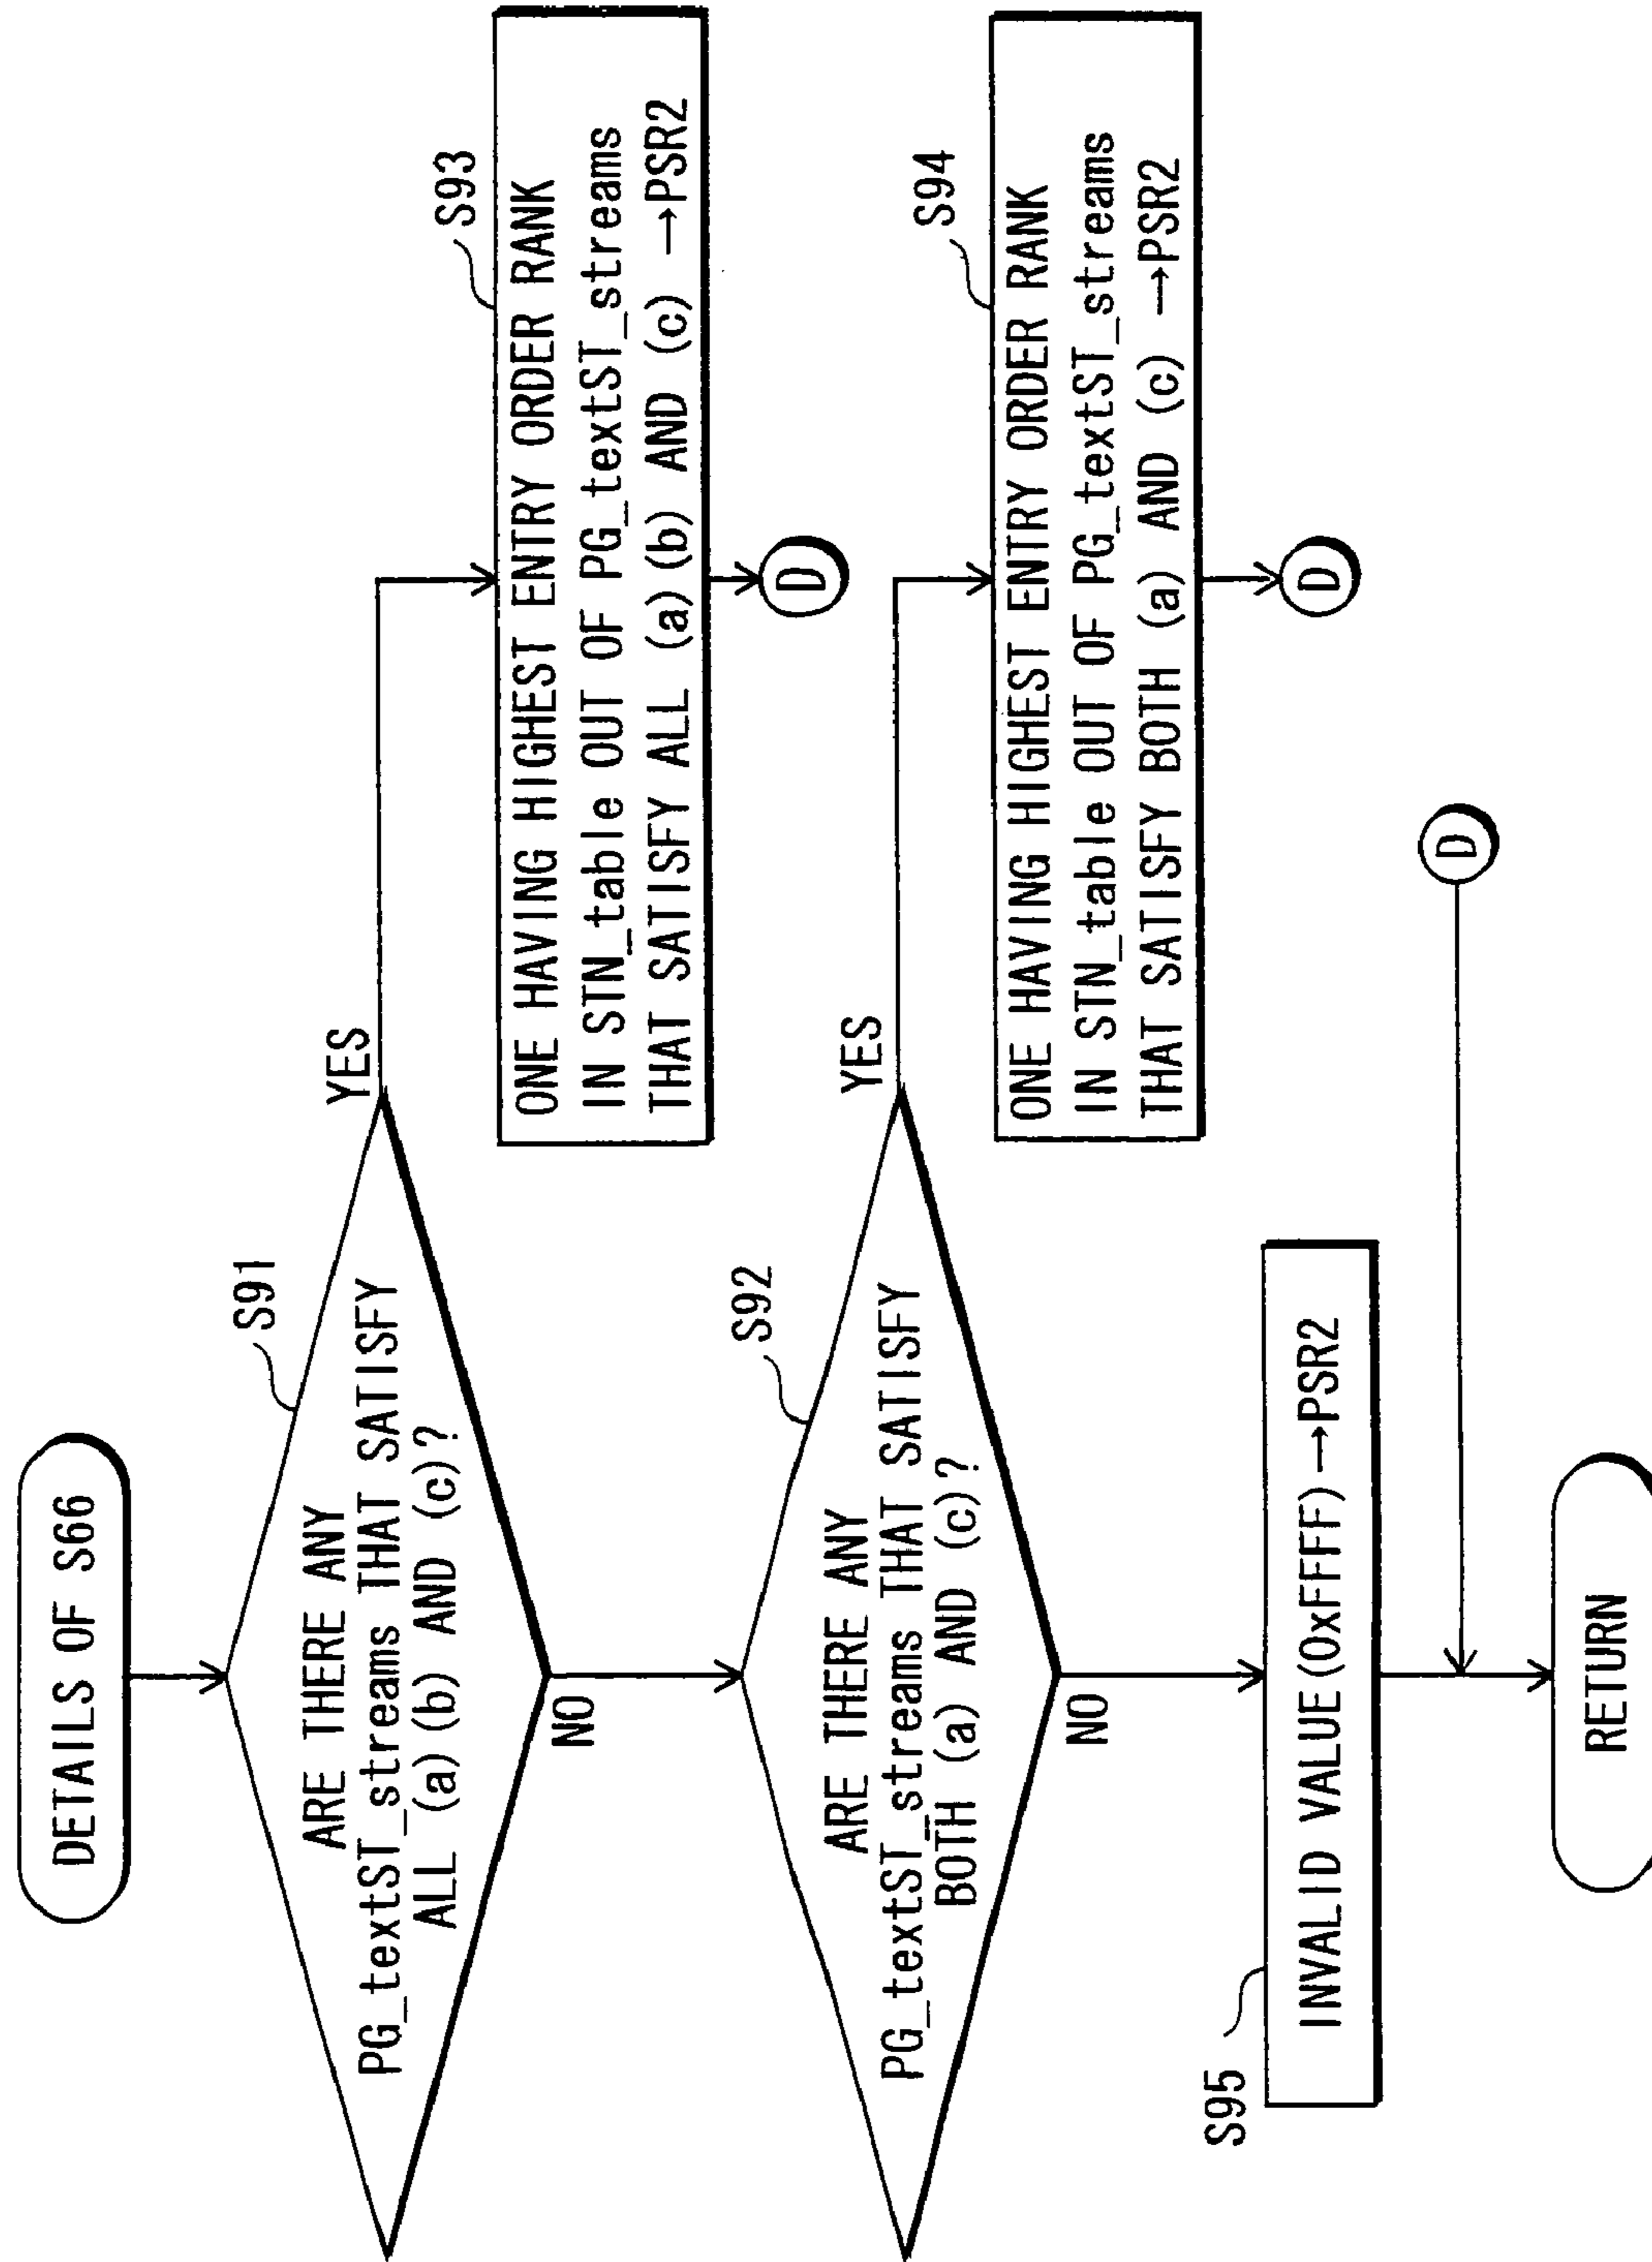 DETAILS OF S66
S91
ARE THERE ANY
PG_textST_streams THAT SATISFY
ALL (a)(b) AND (c)?
YES
NO
S93
ONE HAVING HIGHEST ENTRY ORDER RANK
IN STN_table OUT OF PG_textST_streams
THAT SATISFY ALL (a)(b) AND (c) →PSR2
D
S92
ARE THERE ANY
PG_textST_streams THAT SATISFY
BOTH (a) AND (c)?
YES
NO
S94
ONE HAVING HIGHEST ENTRY ORDER RANK
IN STN_table OUT OF PG_textST_streams
THAT SATISFY BOTH (a) AND (c) →PSR2
D
S95
INVALID VALUE(0xFFF)→PSR2
D
RETURN